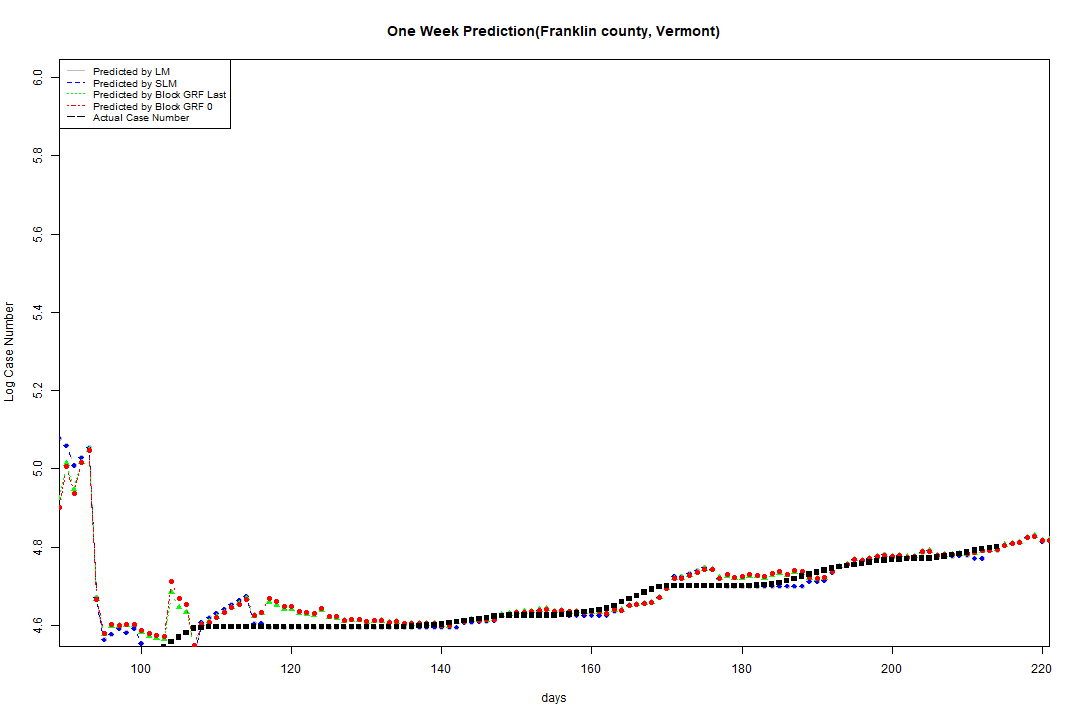 One Week Prediction(Franklin county, Vermont)
Predicted by LM
Predicted by SLM
Predicted by Block GRF Last
Predicted by Block GRF 0
Actual Case Number
Log Case Number
6.0
5.8
5.6
5.4
5.2
5.0
4.8
4.6
100 120 140 160 180 200 220
days